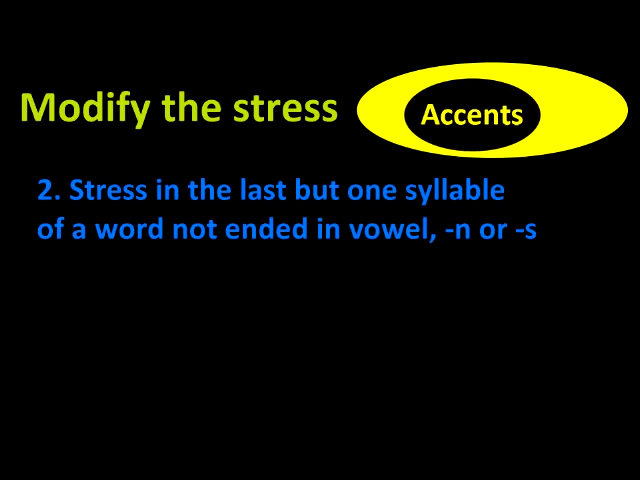 Modify the stress
Accents
2. Stress in the last but one syllable
of a word not ended in vowel, -n or -s